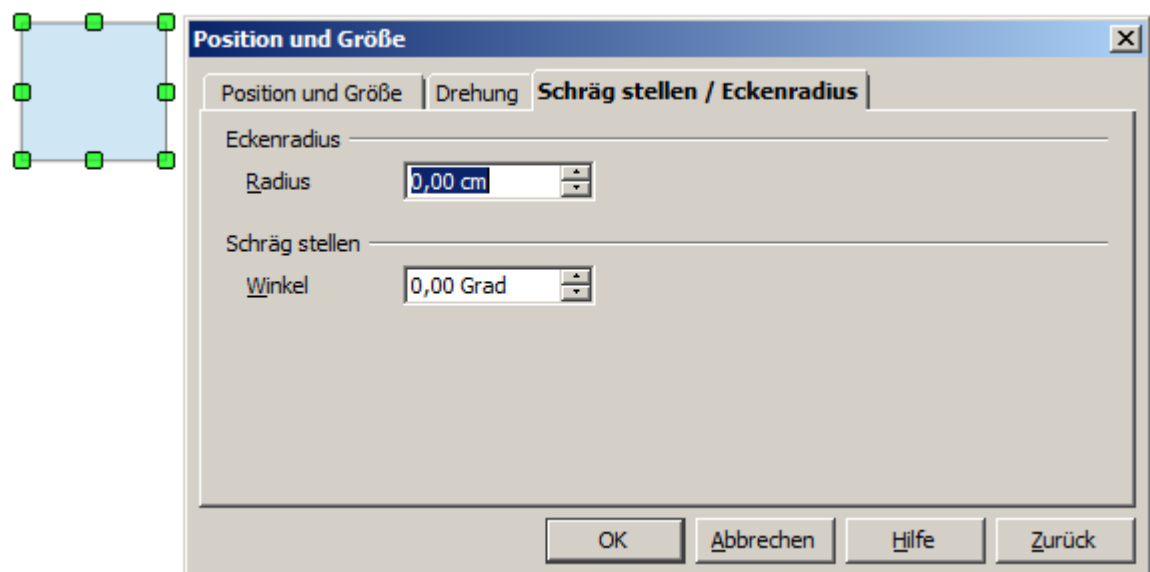 Position und Größe
Position und Größe Drehung Schräg stellen / Eckenradius
Eckenradius
Radius 0,00 cm
Schräg stellen
Winkel 0,00 Grad
OK Abbrechen Hilfe Zurück